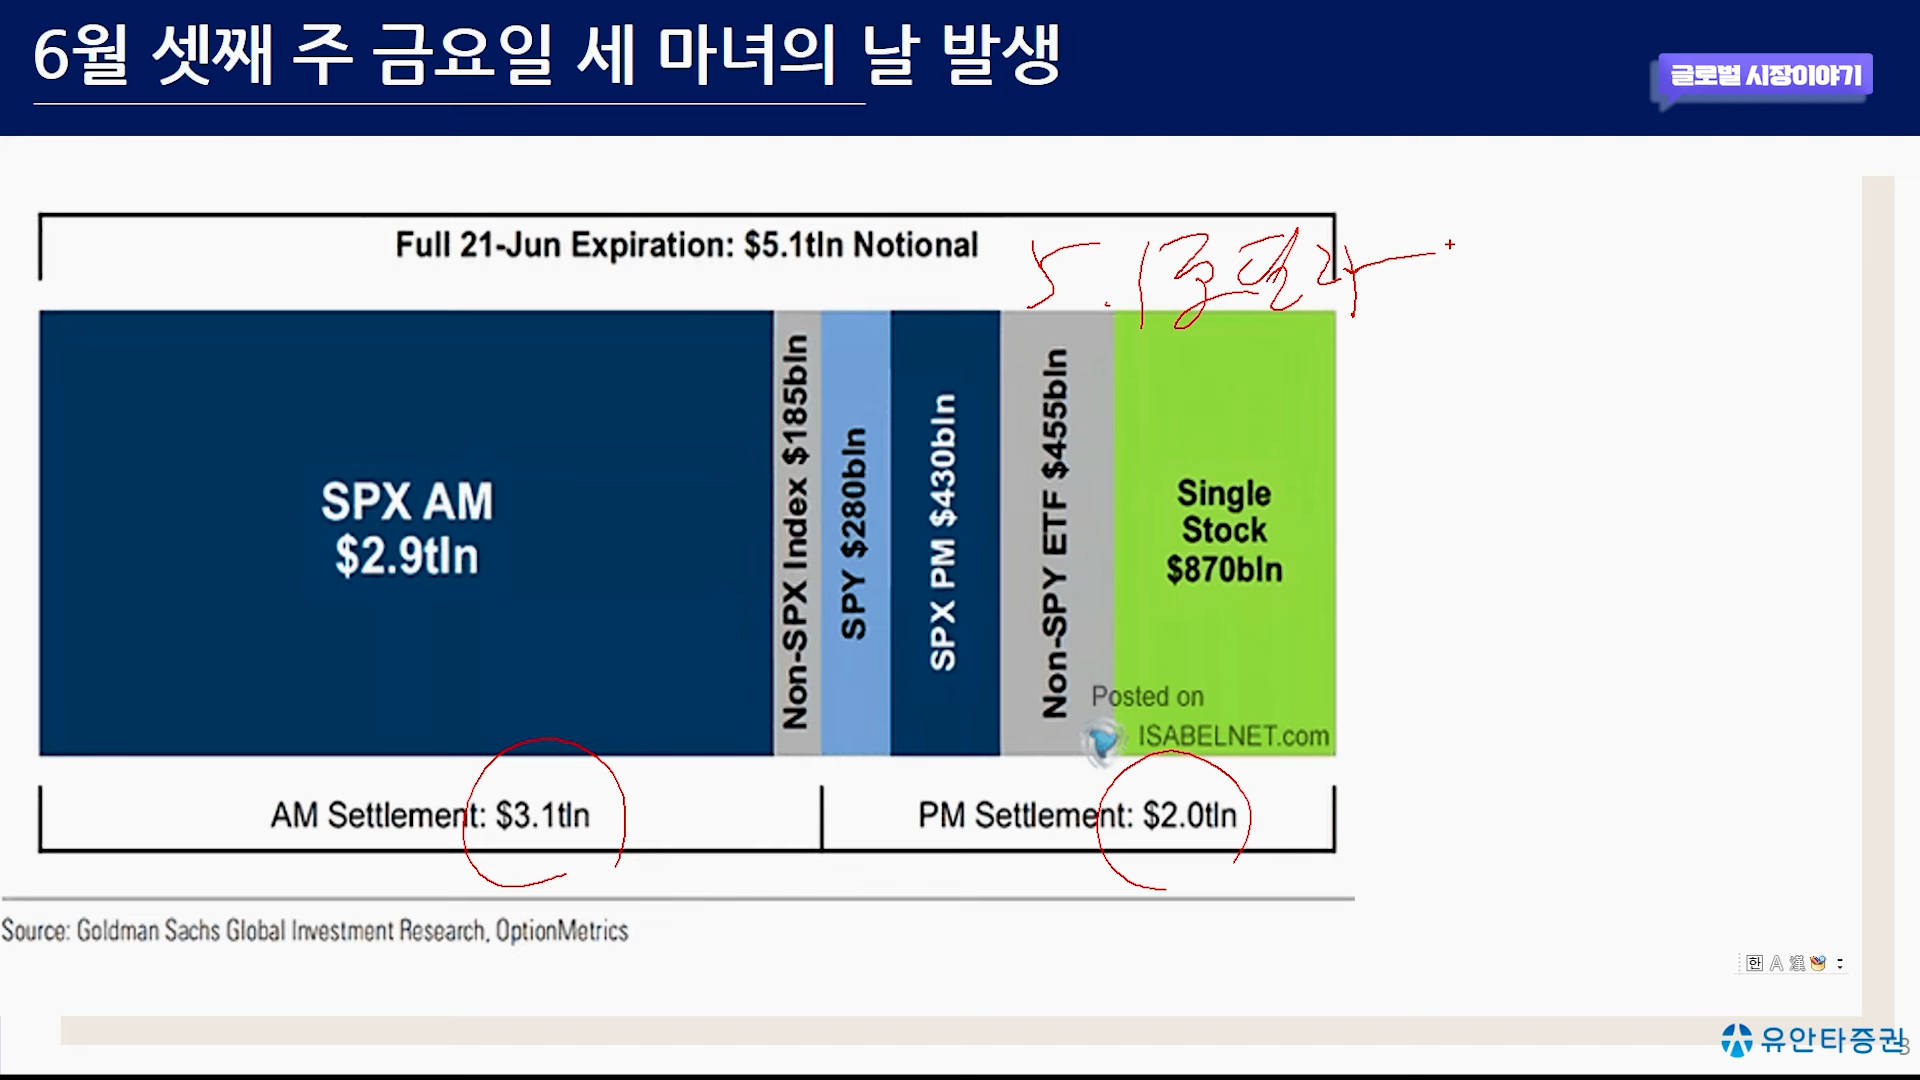 6월 셋째 주 금요일 세 마녀의 날 발생
글로벌 시장이야기
Full 21-Jun Expiration: $5.1tln Notional
5.1조달러
SPX AM
$2.9tln
Non-SPX Index $185bln
SPY $280bln
SPX PM $430bln
Non-SPY ETF $455bln
Single
Stock
$870bln
Posted on
ISABELNET.com
AM Settlement: $3.1tln
PM Settlement: $2.0tln
Source: Goldman Sachs Global Investment Research, OptionMetrics
한 A 漢
유안타증권
3